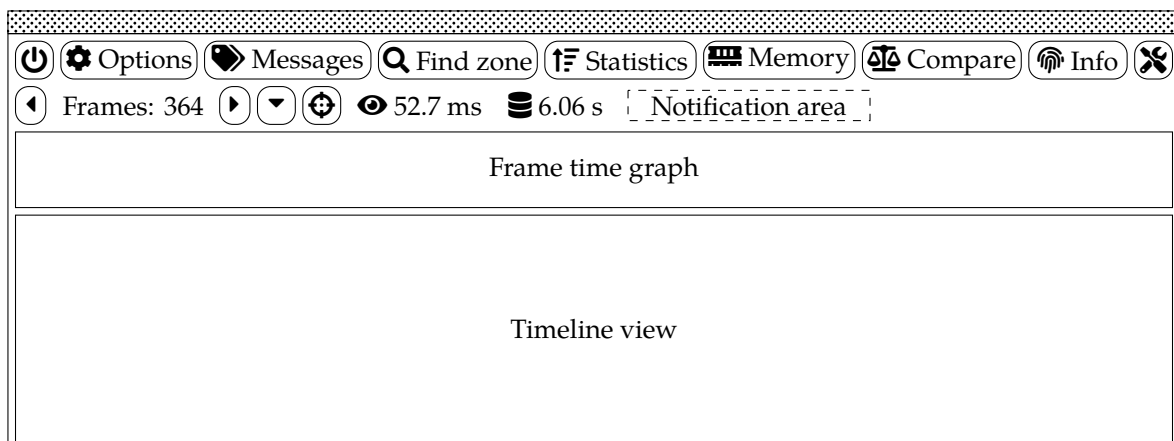 Options Messages Find zone Statistics Memory Compare Info
Frames: 364 52.7 ms 6.06 s Notification area
Frame time graph
Timeline view